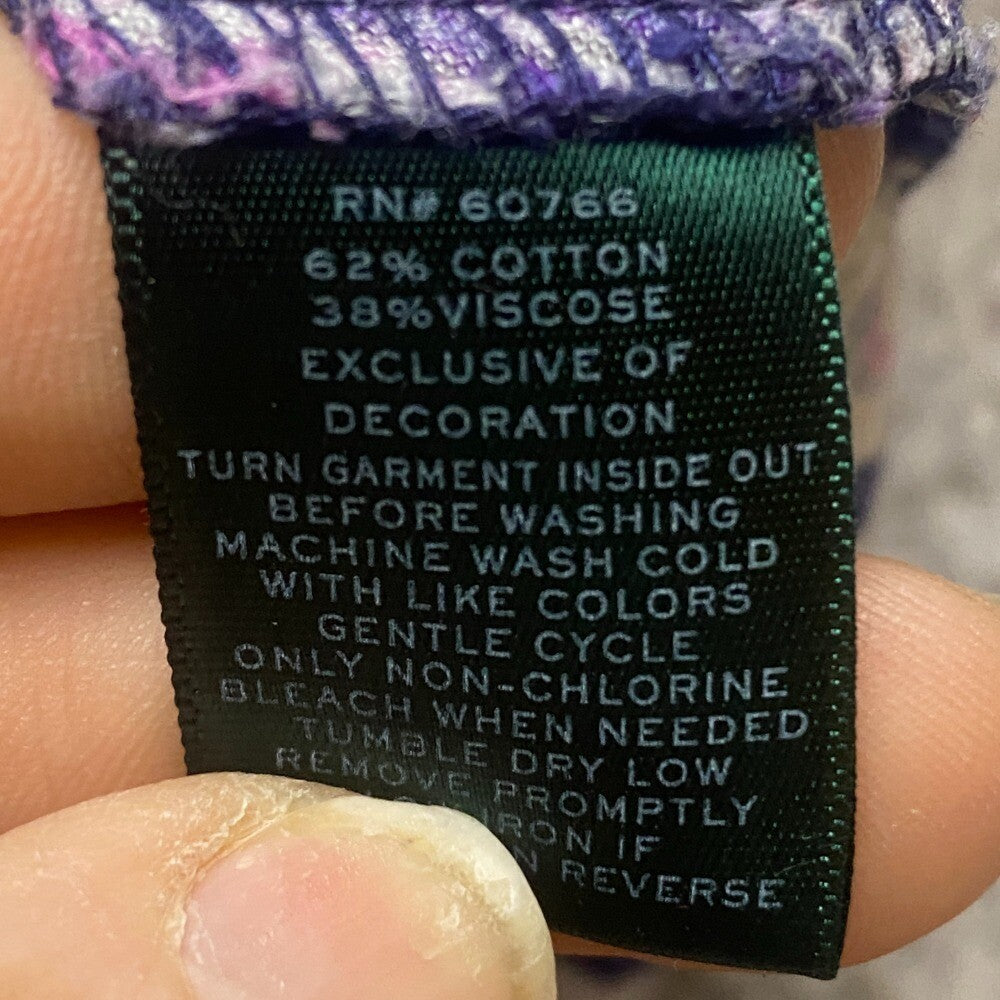 RN# 60766
62% COTTON
38%VISCOSE
EXCLUSIVE OF
DECORATION
TURN GARMENT INSIDE OUT
BEFORE WASHING
MACHINE WASH COLD
WITH LIKE COLORS
GENTLE CYCLE
ONLY NON-CHLORINE
BLEACH WHEN NEEDED
TUMBLE DRY LOW
REMOVE PROMPTLY
IF
REVERSE